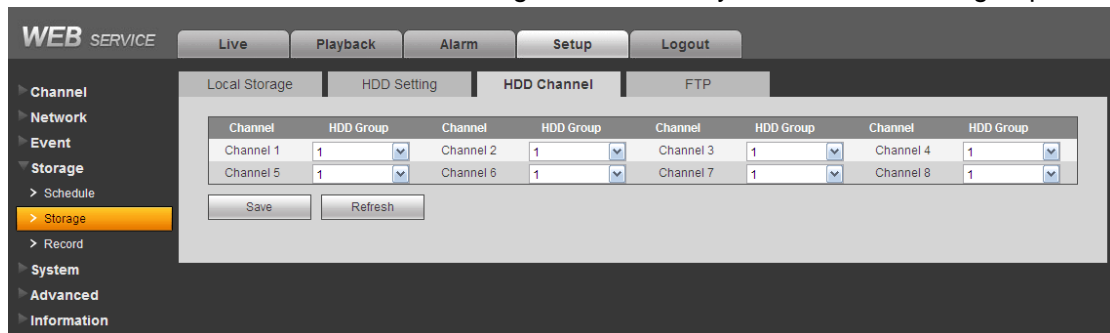 WEB SERVICE
Live Playback Alarm Setup Logout
Local Storage HDD Setting HDD Channel FTP
Channel
Network
Event
Storage
> Schedule
> Storage
> Record
System
Advanced
Information
Channel HDD Group Channel HDD Group Channel HDD Group Channel HDD Group
Channel 1 1 Channel 2 1 Channel 3 1 Channel 4 1
Channel 5 1 Channel 6 1 Channel 7 1 Channel 8 1
Save Refresh